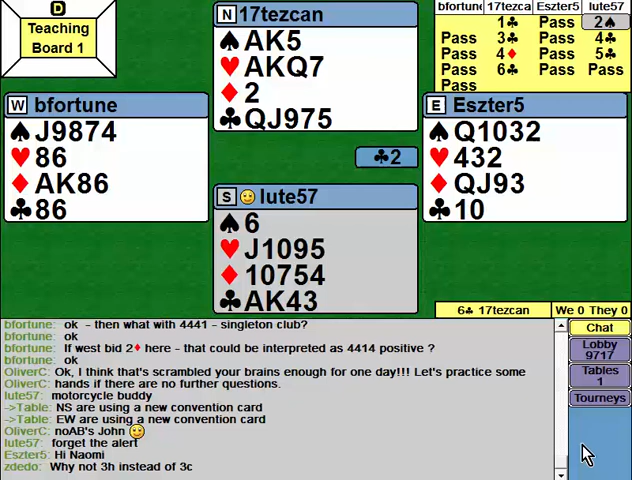 D
Teaching
Board 1
N 17tezcan
♠ AK5
♥ AKQ7
♦ 2
♣ QJ975
bfortune 17tezca Eszter5 lute57
1♣ Pass 2♠
Pass 3♣ Pass 4♣
Pass 4♦ Pass 5♣
Pass 6♣ Pass Pass
Pass
W bfortune
♠ J9874
♥ 86
♦ AK86
♣ 86
♣2
E Eszter5
♠ Q1032
♥ 432
♦ QJ93
♣ 10
S lute57
♠ 6
♥ J1095
♦ 10754
♣ AK43
6♣ 17tezcan We 0 They 0
bfortune: ok - then what with 4441 - singleton club?
bfortune: ok
bfortune: If west bid 2♦ here - that could be interpreted as 4414 positive ?
bfortune: ok
OliverC: Ok, I think that's scrambled your brains enough for one day!!! Let's practice some
OliverC: hands if there are no further questions.
lute57: motorcycle buddy
->Table: NS are using a new convention card
->Table: EW are using a new convention card
OliverC: noAB's John
lute57: forget the alert
Eszter5: Hi Naomi
zdedo: Why not 3h instead of 3c
Chat
Lobby
9717
Tables
1
Tourneys